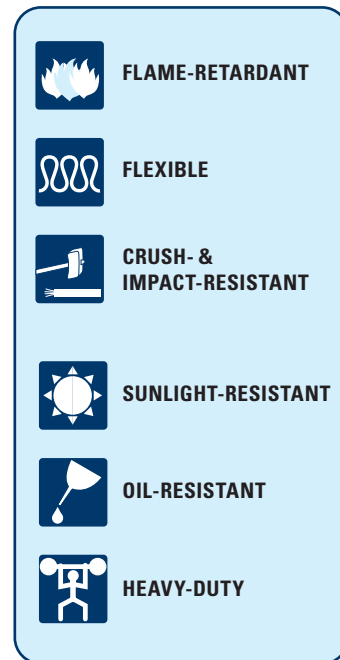 FLAME-RETARDANT
FLEXIBLE
CRUSH- &
IMPACT-RESISTANT
SUNLIGHT-RESISTANT
OIL-RESISTANT
HEAVY-DUTY